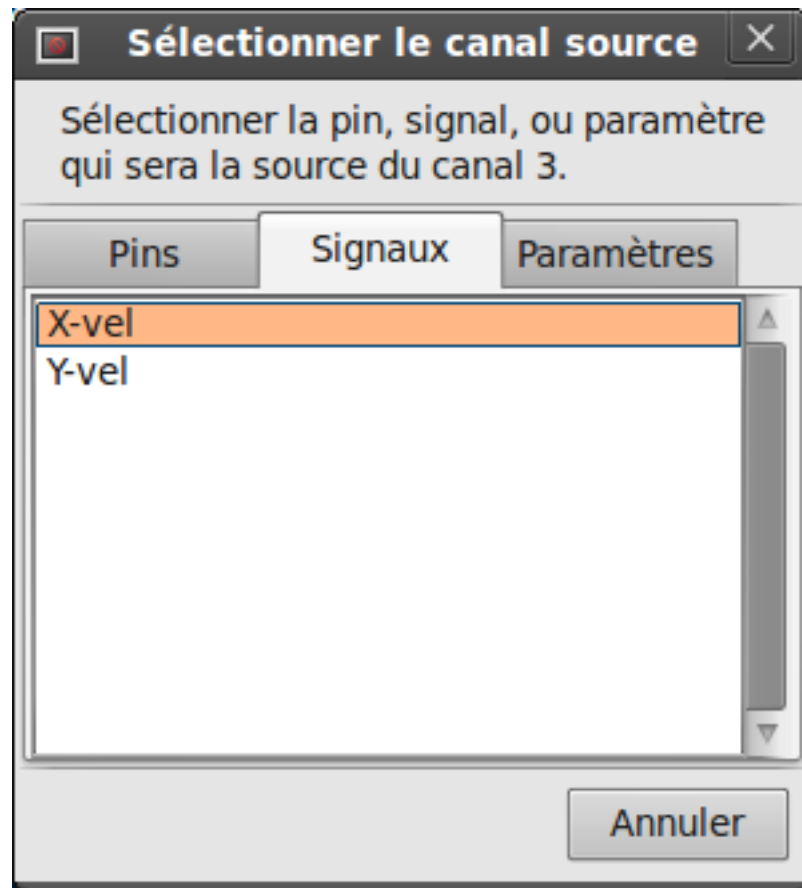 Sélectionner le canal source
Sélectionner la pin, signal, ou paramètre
qui sera la source du canal 3.
Pins Signaux Paramètres
X-vel
Y-vel
Annuler